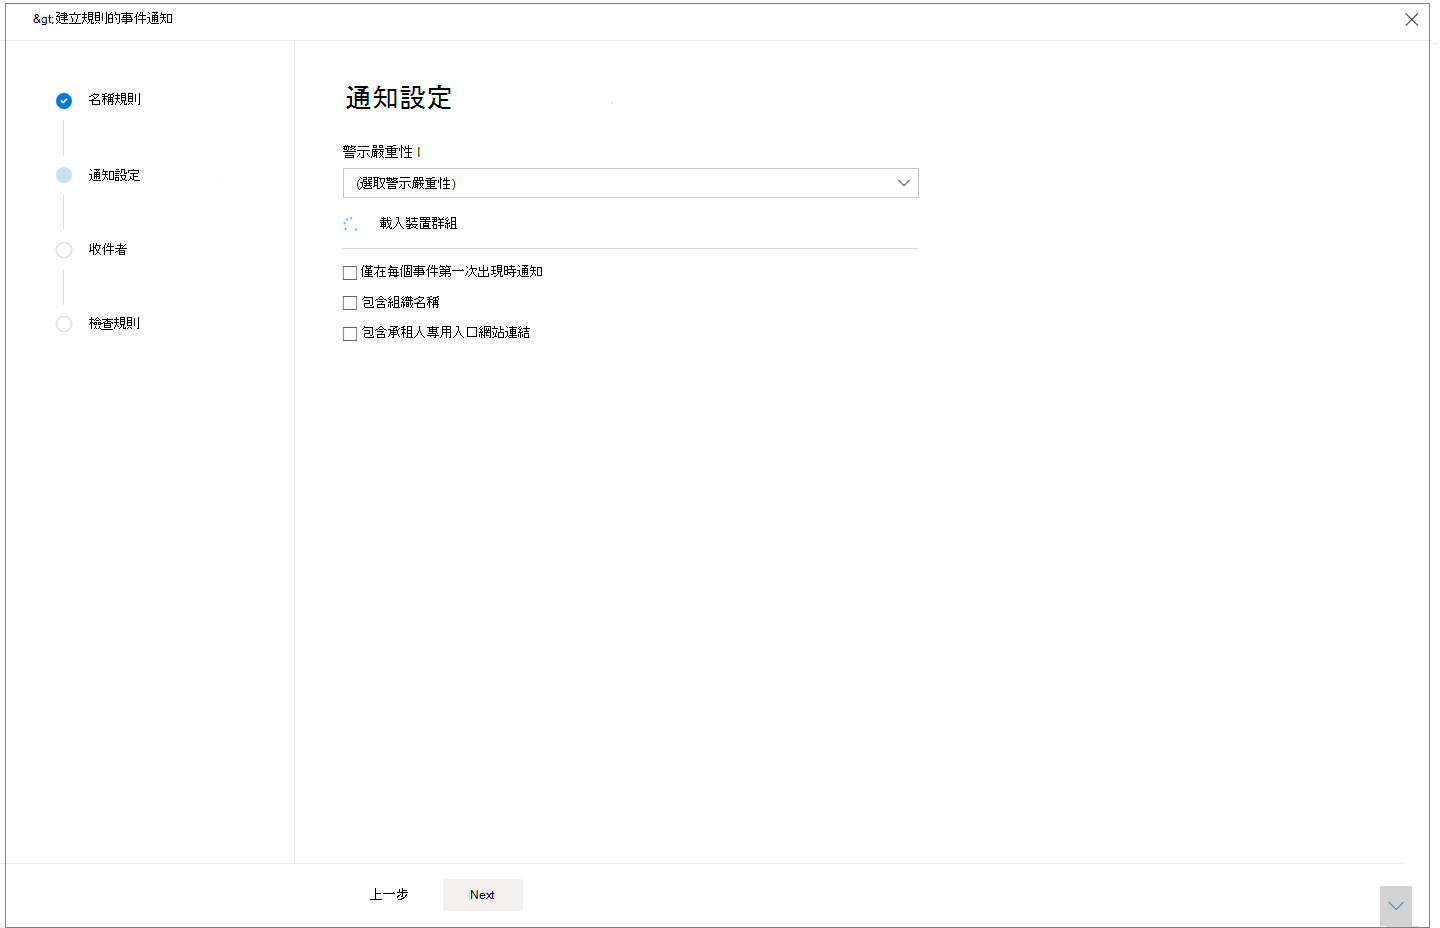 &gt;建立規則的事件通知
名稱規則
通知設定
收件者
檢查規則
通知設定
警示嚴重性
(選取警示嚴重性)
載入裝置群組
僅在每個事件第一次出現時通知
包含組織名稱
包含承租人專用入口網站連結
上一步
Next